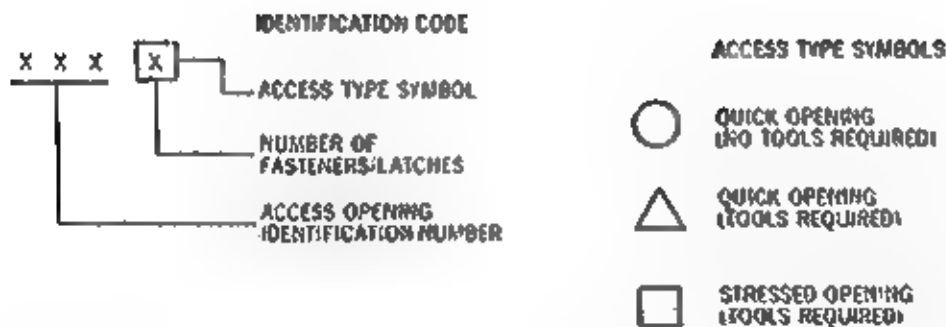 IDENTIFICATION CODE
X X X X
ACCESS TYPE SYMBOL
NUMBER OF
FASTENERS/LATCHES
ACCESS OPENING
IDENTIFICATION NUMBER
ACCESS TYPE SYMBOLS
QUICK OPENING
(NO TOOLS REQUIRED)
QUICK OPENING
(TOOLS REQUIRED)
STRESSED OPENING
(TOOLS REQUIRED)